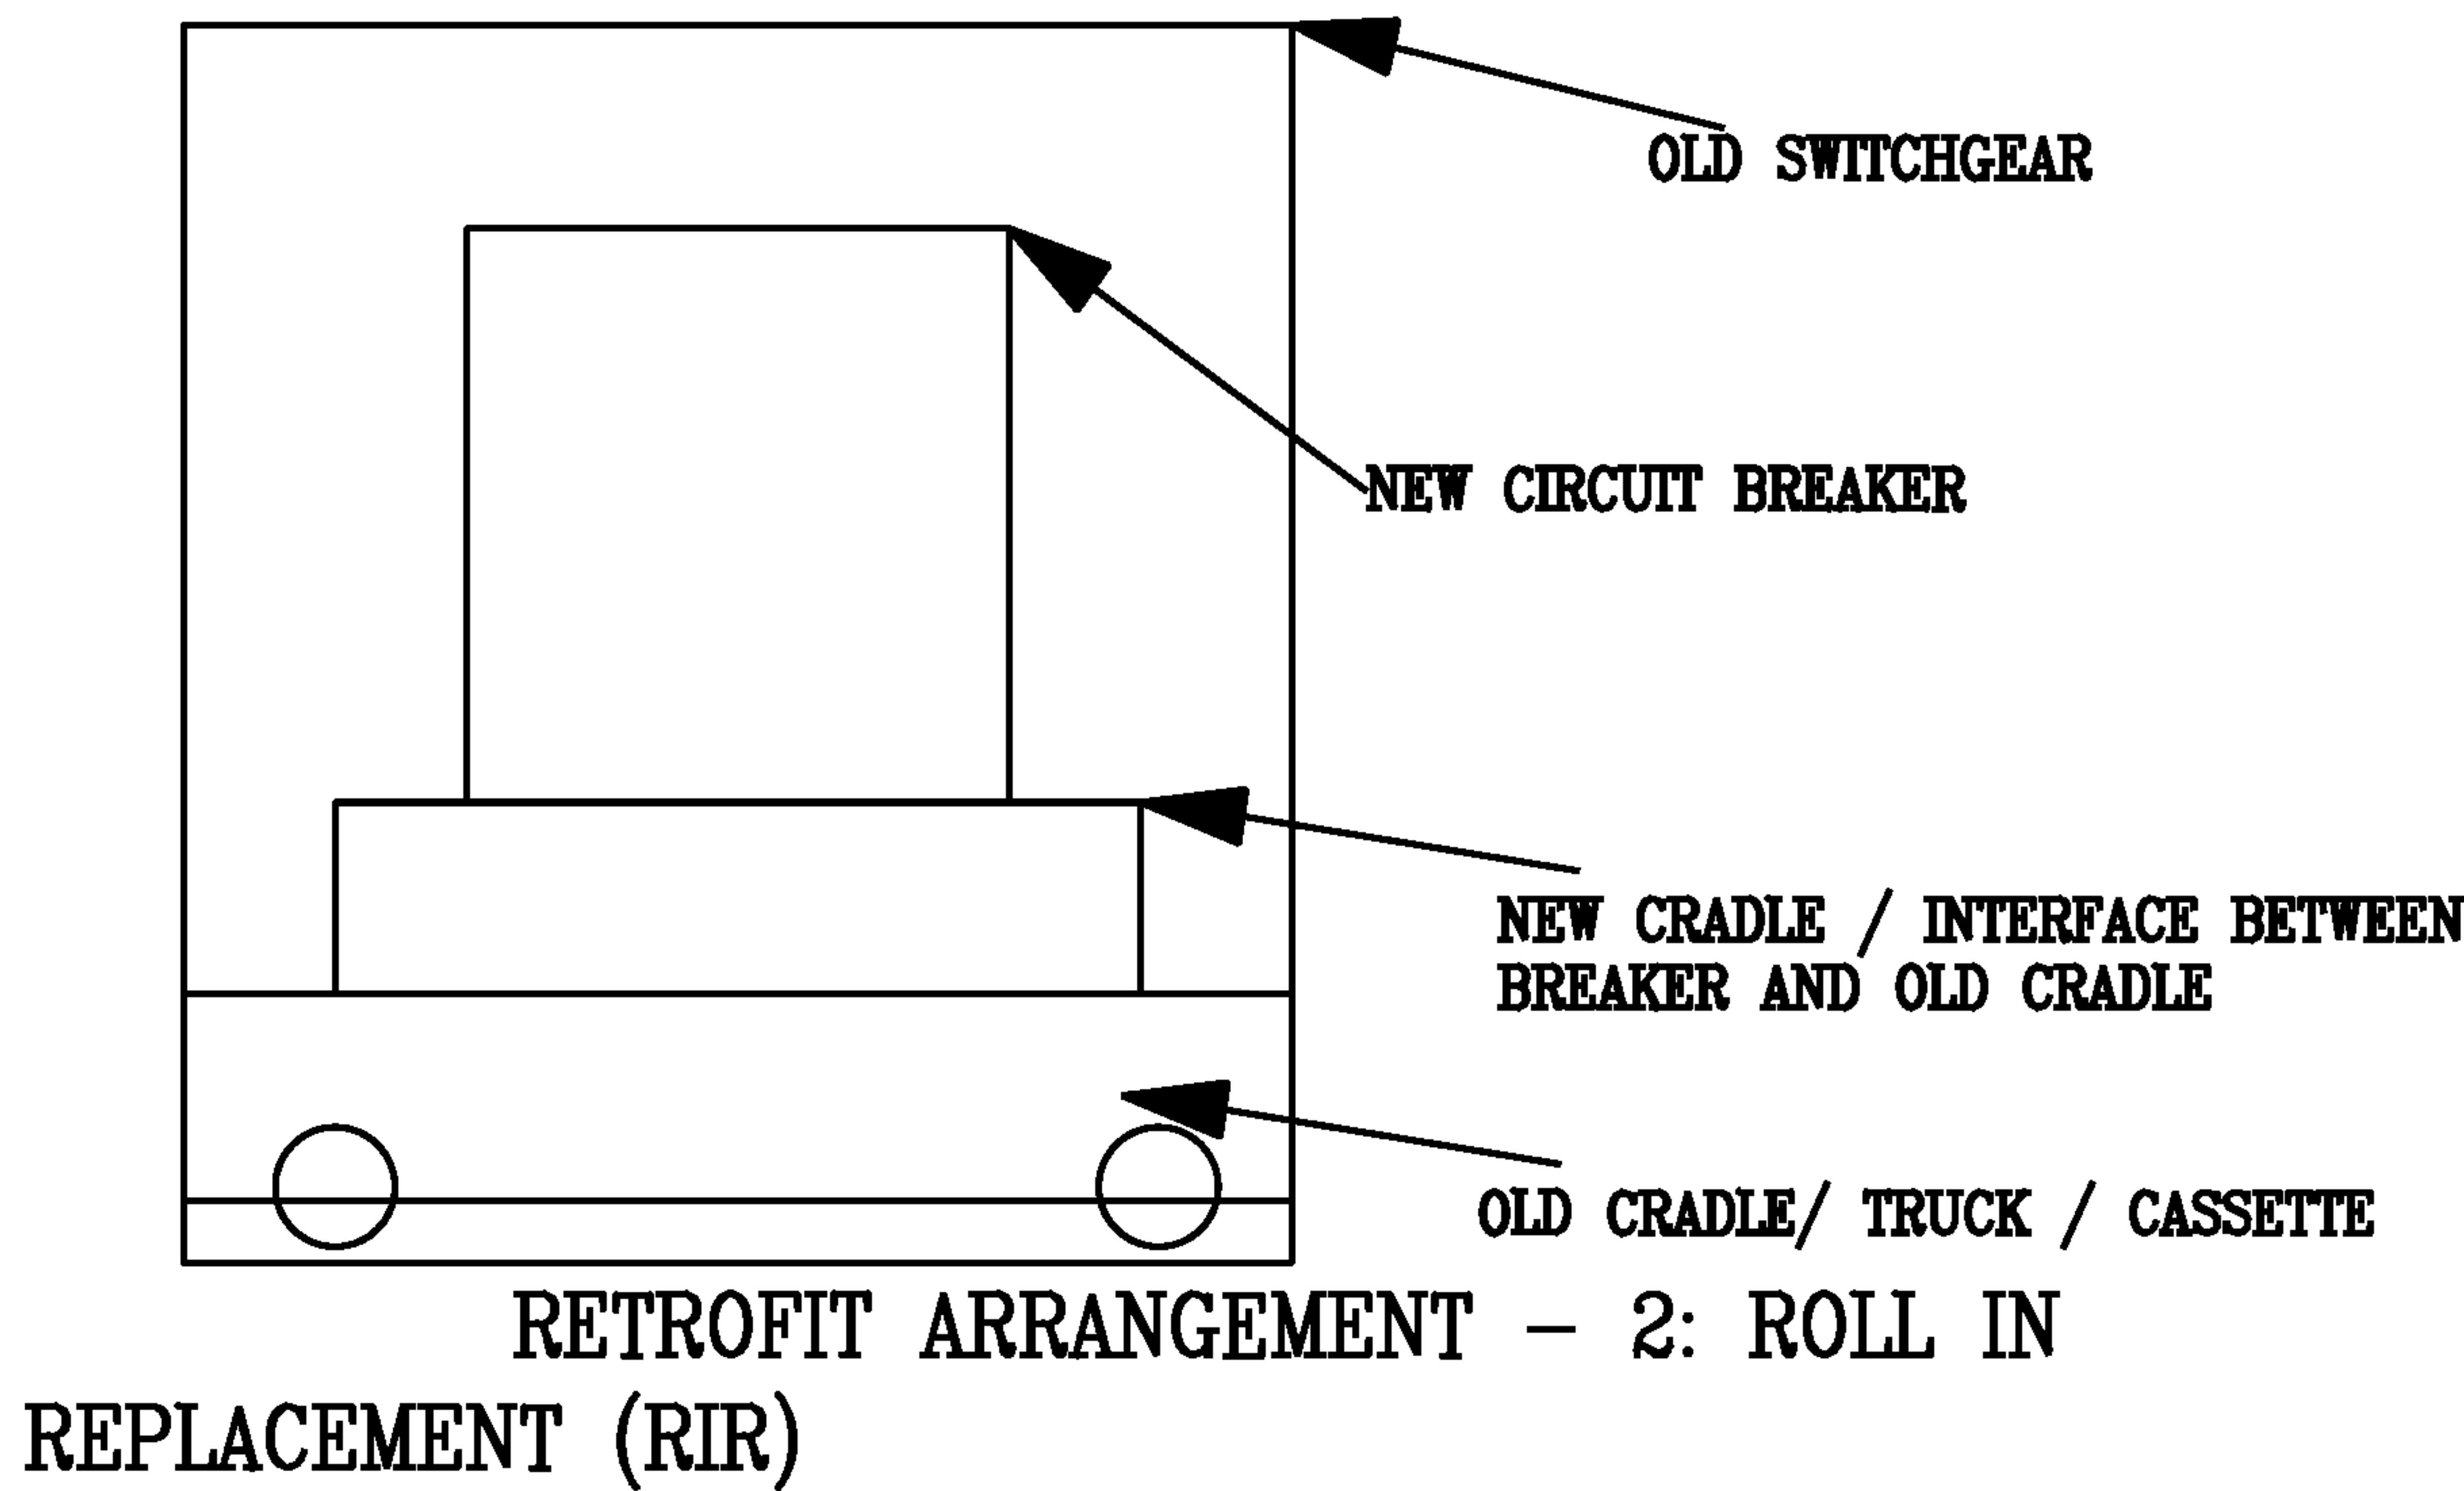 OLD SWITCHGEAR
NEW CIRCUIT BREAKER
NEW CRADLE / INTERFACE BETWEEN
BREAKER AND OLD CRADLE
OLD CRADLE/ TRUCK / CASSETTE
RETROFIT ARRANGEMENT - 2: ROLL IN
REPLACEMENT (RIR)